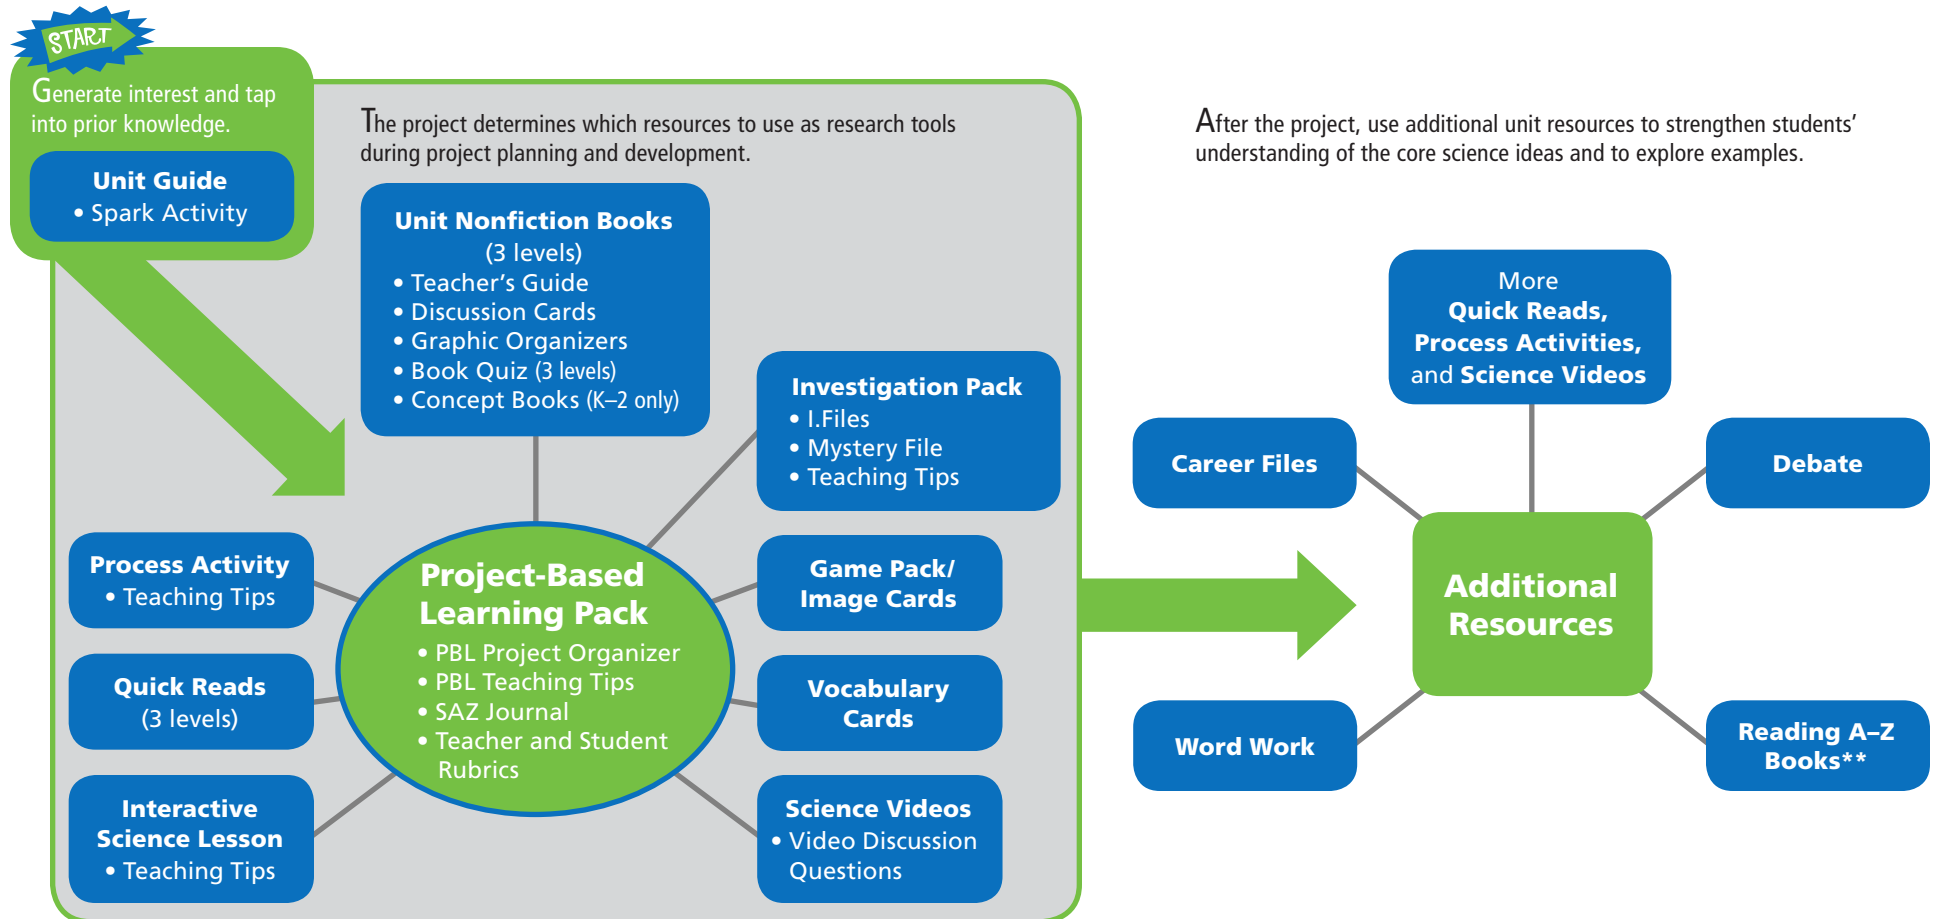 START
Generate interest and tap
into prior knowledge.
Unit Guide
• Spark Activity
The project determines which resources to use as research tools
during project planning and development.
Unit Nonfiction Books
(3 levels)
• Teacher's Guide
• Discussion Cards
• Graphic Organizers
• Book Quiz (3 levels)
• Concept Books (K–2 only)
Investigation Pack
• I.Files
• Mystery File
• Teaching Tips
Process Activity
• Teaching Tips
Quick Reads
(3 levels)
Interactive
Science Lesson
• Teaching Tips
Project-Based
Learning Pack
• PBL Project Organizer
• PBL Teaching Tips
• SAZ Journal
• Teacher and Student
Rubrics
Game Pack/
Image Cards
Vocabulary
Cards
Science Videos
• Video Discussion
Questions
After the project, use additional unit resources to strengthen students'
understanding of the core science ideas and to explore examples.
More
Quick Reads,
Process Activities,
and Science Videos
Career Files
Debate
Additional
Resources
Word Work
Reading A–Z
Books**